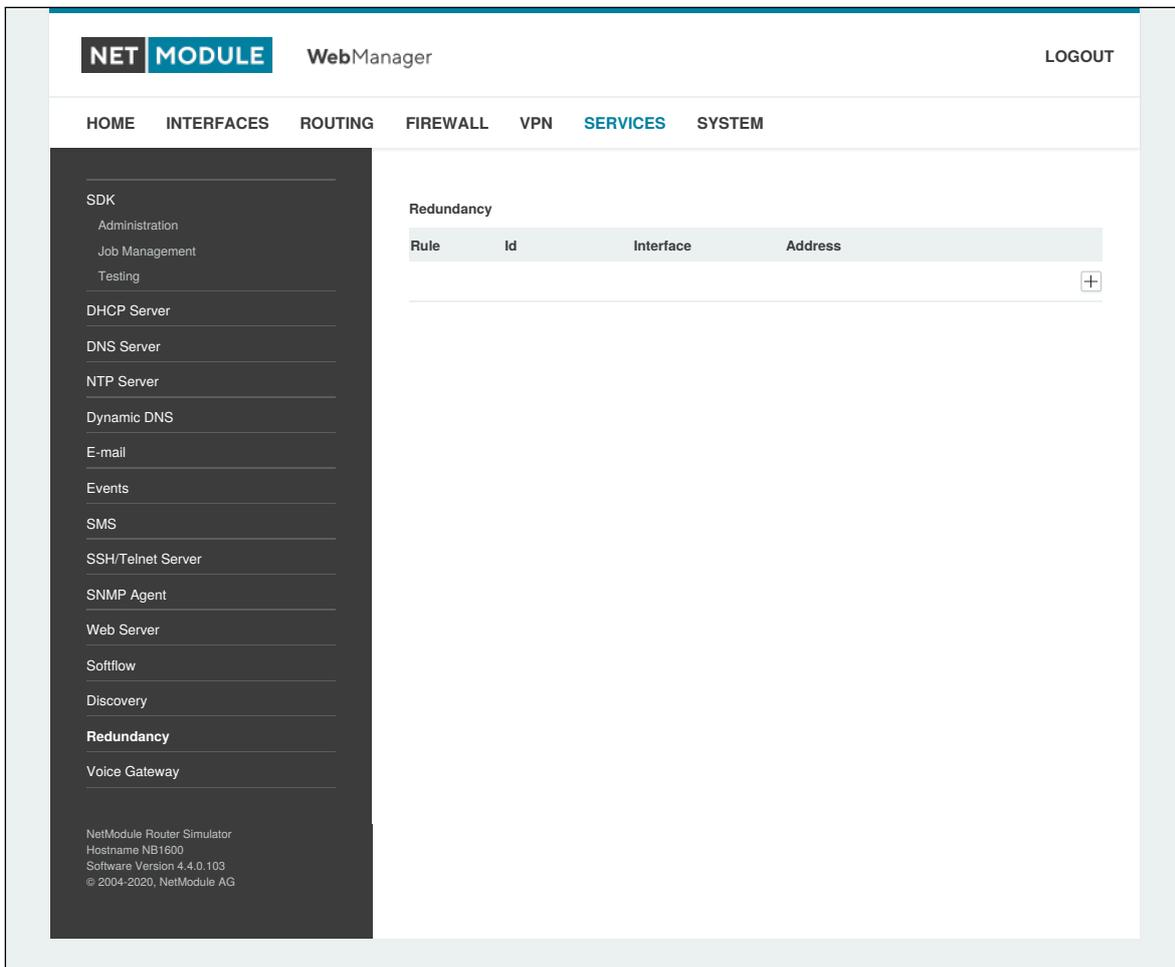 NET MODULE WebManager LOGOUT
HOME INTERFACES ROUTING FIREWALL VPN SERVICES SYSTEM
SDK
Administration
Job Management
Testing
DHCP Server
DNS Server
NTP Server
Dynamic DNS
E-mail
Events
SMS
SSH/Telnet Server
SNMP Agent
Web Server
Softflow
Discovery
Redundancy
Voice Gateway
NetModule Router Simulator
Hostname NB1600
Software Version 4.4.0.103
© 2004-2020, NetModule AG
Redundancy
Rule Id Interface Address